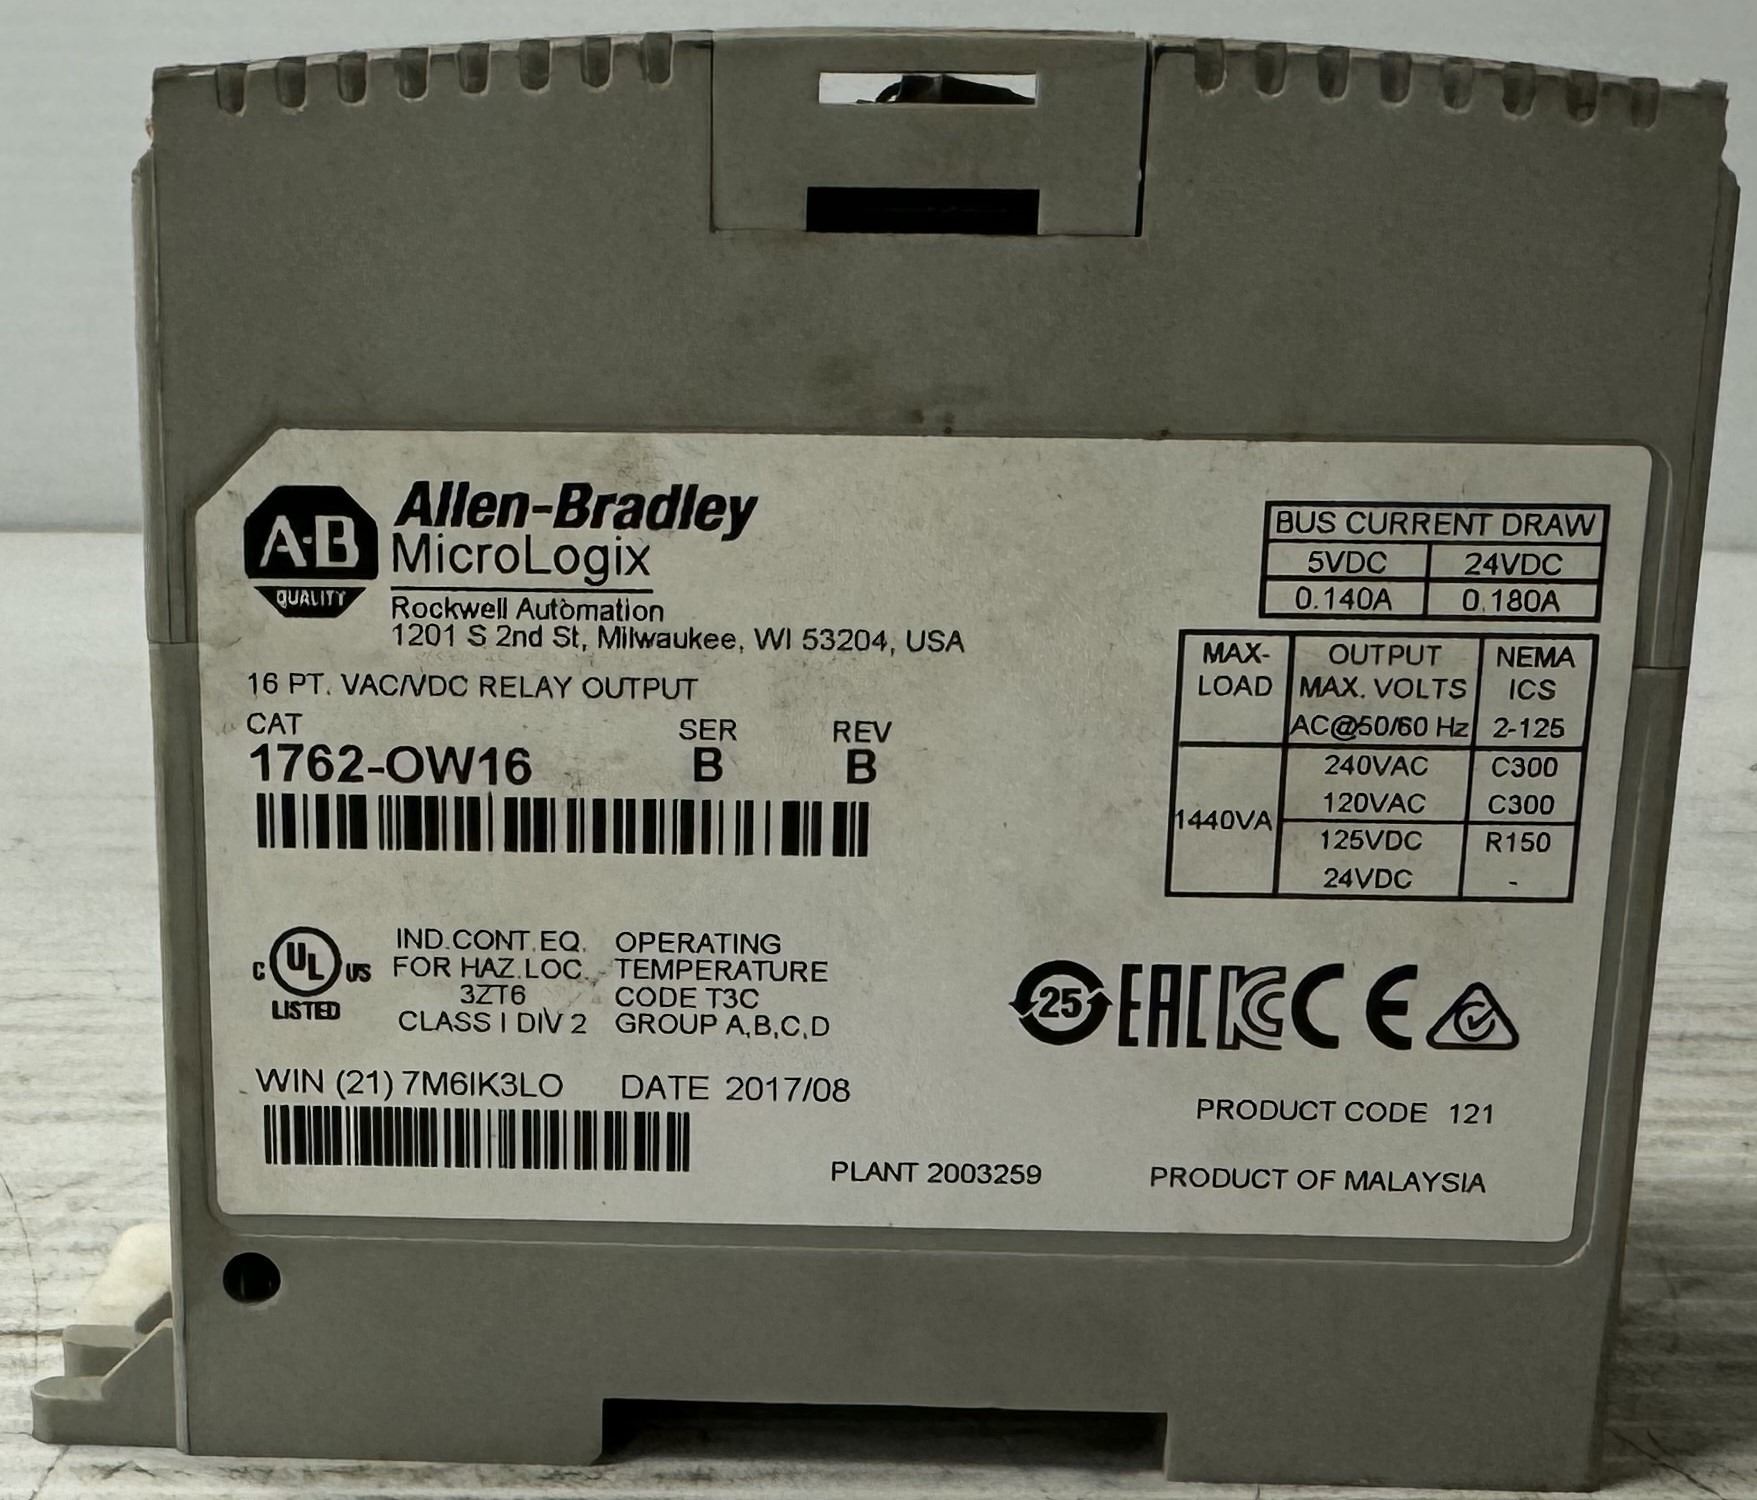 A·B
QUALITY
Allen-Bradley
MicroLogix
Rockwell Automation
1201 S 2nd St, Milwaukee, WI 53204, USA
16 PT. VAC/VDC RELAY OUTPUT
CAT SER REV
1762-OW16 B B
BUS CURRENT DRAW
5VDC 24VDC
0.140A 0.180A
MAX- OUTPUT NEMA
LOAD MAX. VOLTS ICS
AC@50/60 Hz 2-125
240VAC C300
120VAC C300
1440VA
125VDC R150
24VDC -
C UL US
LISTED
IND.CONT.EQ. OPERATING
FOR HAZ.LOC. TEMPERATURE
3ZT6 CODE T3C
CLASS I DIV 2 GROUP A,B,C,D
25 EAC KC CE
WIN (21) 7M6IK3LO DATE 2017/08
PRODUCT CODE 121
PLANT 2003259 PRODUCT OF MALAYSIA